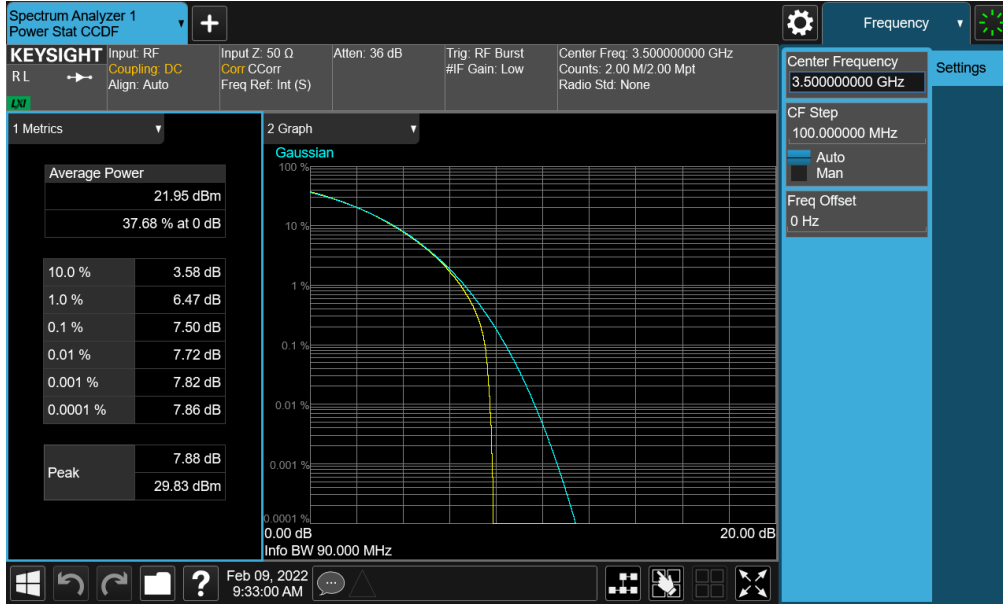 Spectrum Analyzer 1
Power Stat CCDF
+
Frequency
KEYSIGHT
RL
LXI
Input: RF
Coupling: DC
Align: Auto
Input Z: 50 Ω
Corr CCorr
Freq Ref: Int (S)
Atten: 36 dB
Trig: RF Burst
#IF Gain: Low
Center Freq: 3.500000000 GHz
Counts: 2.00 M/2.00 Mpt
Radio Std: None
Center Frequency
3.500000000 GHz
Settings
CF Step
100.000000 MHz
Auto
Man
Freq Offset
0 Hz
1 Metrics
Average Power
21.95 dBm
37.68 % at 0 dB
10.0 % 3.58 dB
1.0 % 6.47 dB
0.1 % 7.50 dB
0.01 % 7.72 dB
0.001 % 7.82 dB
0.0001 % 7.86 dB
Peak
7.88 dB
29.83 dBm
2 Graph
Gaussian
100 %
10 %
1 %
0.1 %
0.01 %
0.001 %
0.0001 %
0.00 dB 20.00 dB
Info BW 90.000 MHz
?
Feb 09, 2022
9:33:00 AM